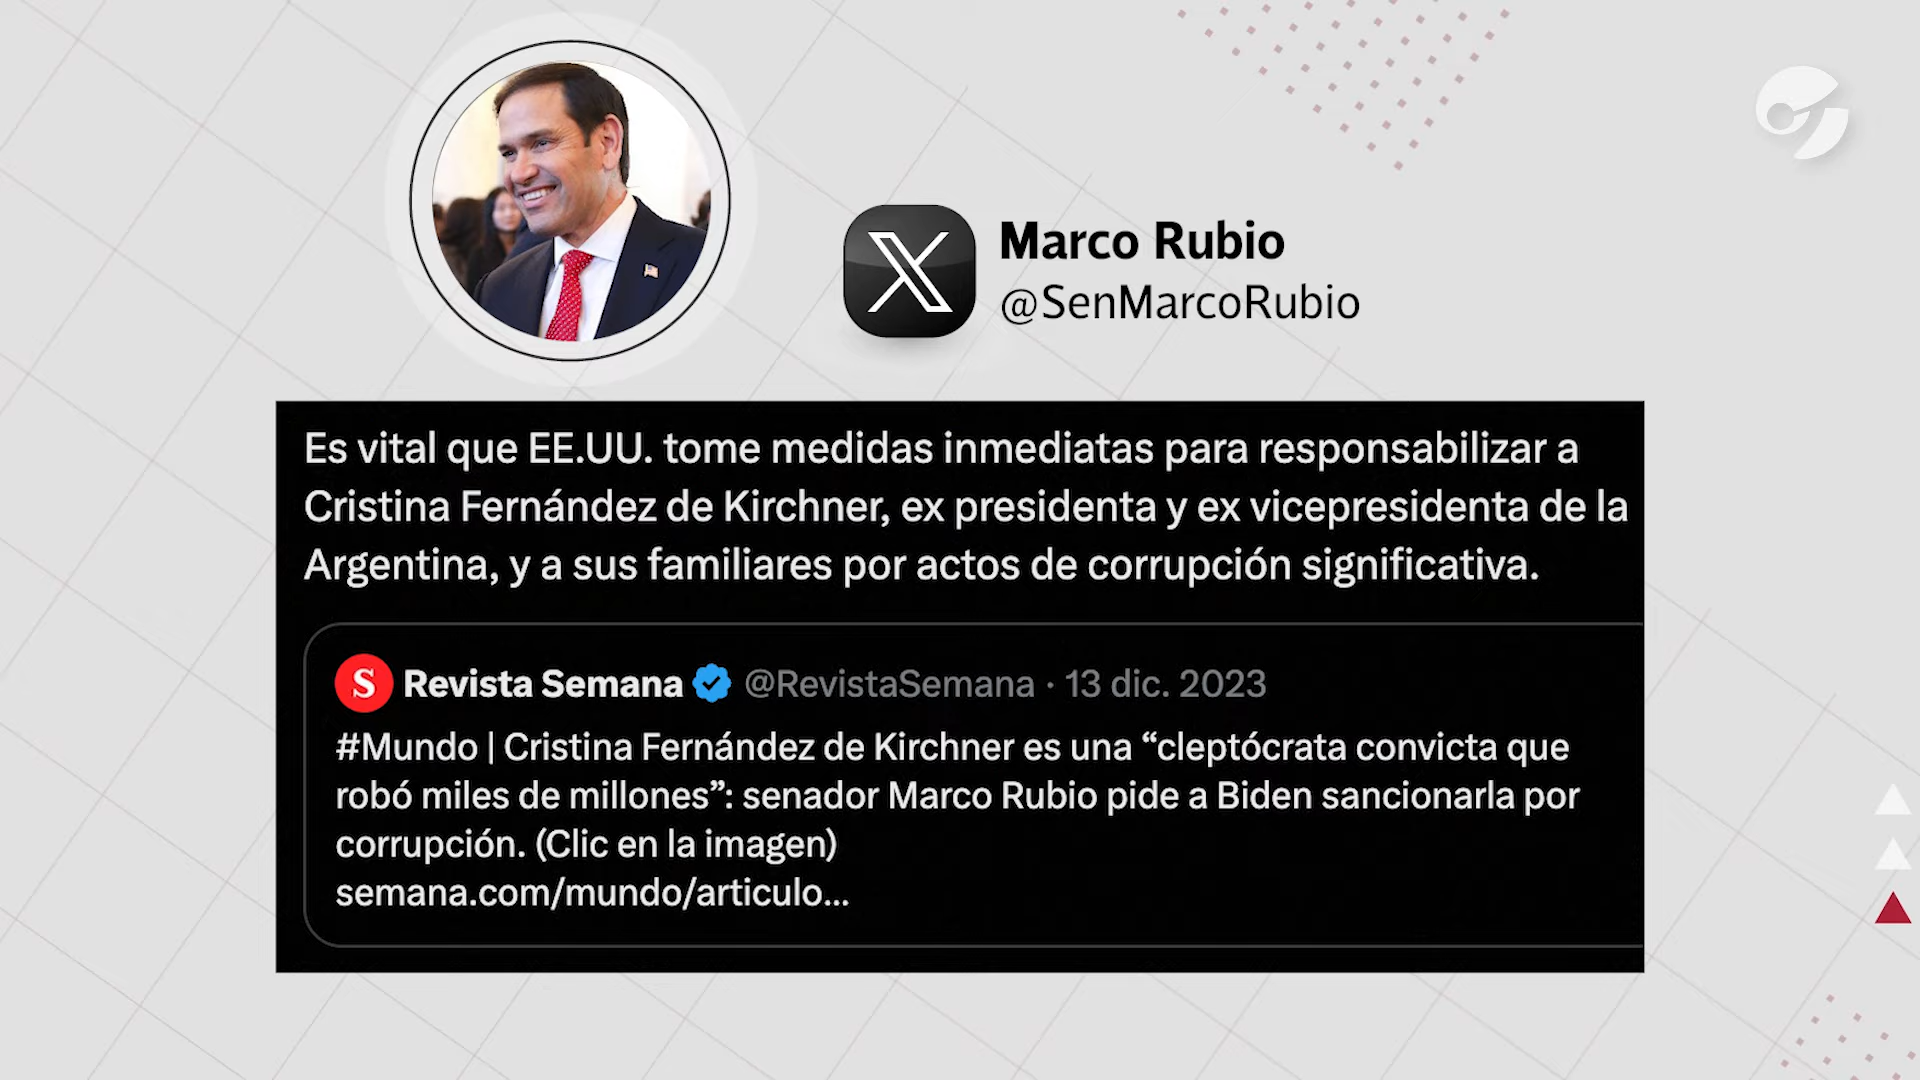 Marco Rubio
@SenMarcoRubio
Es vital que EE.UU. tome medidas inmediatas para responsabilizar a
Cristina Fernández de Kirchner, ex presidenta y ex vicepresidenta de la
Argentina, y a sus familiares por actos de corrupción significativa.
S Revista Semana @RevistaSemana · 13 dic. 2023
#Mundo | Cristina Fernández de Kirchner es una “cleptócrata convicta que
robó miles de millones”: senador Marco Rubio pide a Biden sancionarla por
corrupción. (Clic en la imagen)
semana.com/mundo/articulo...